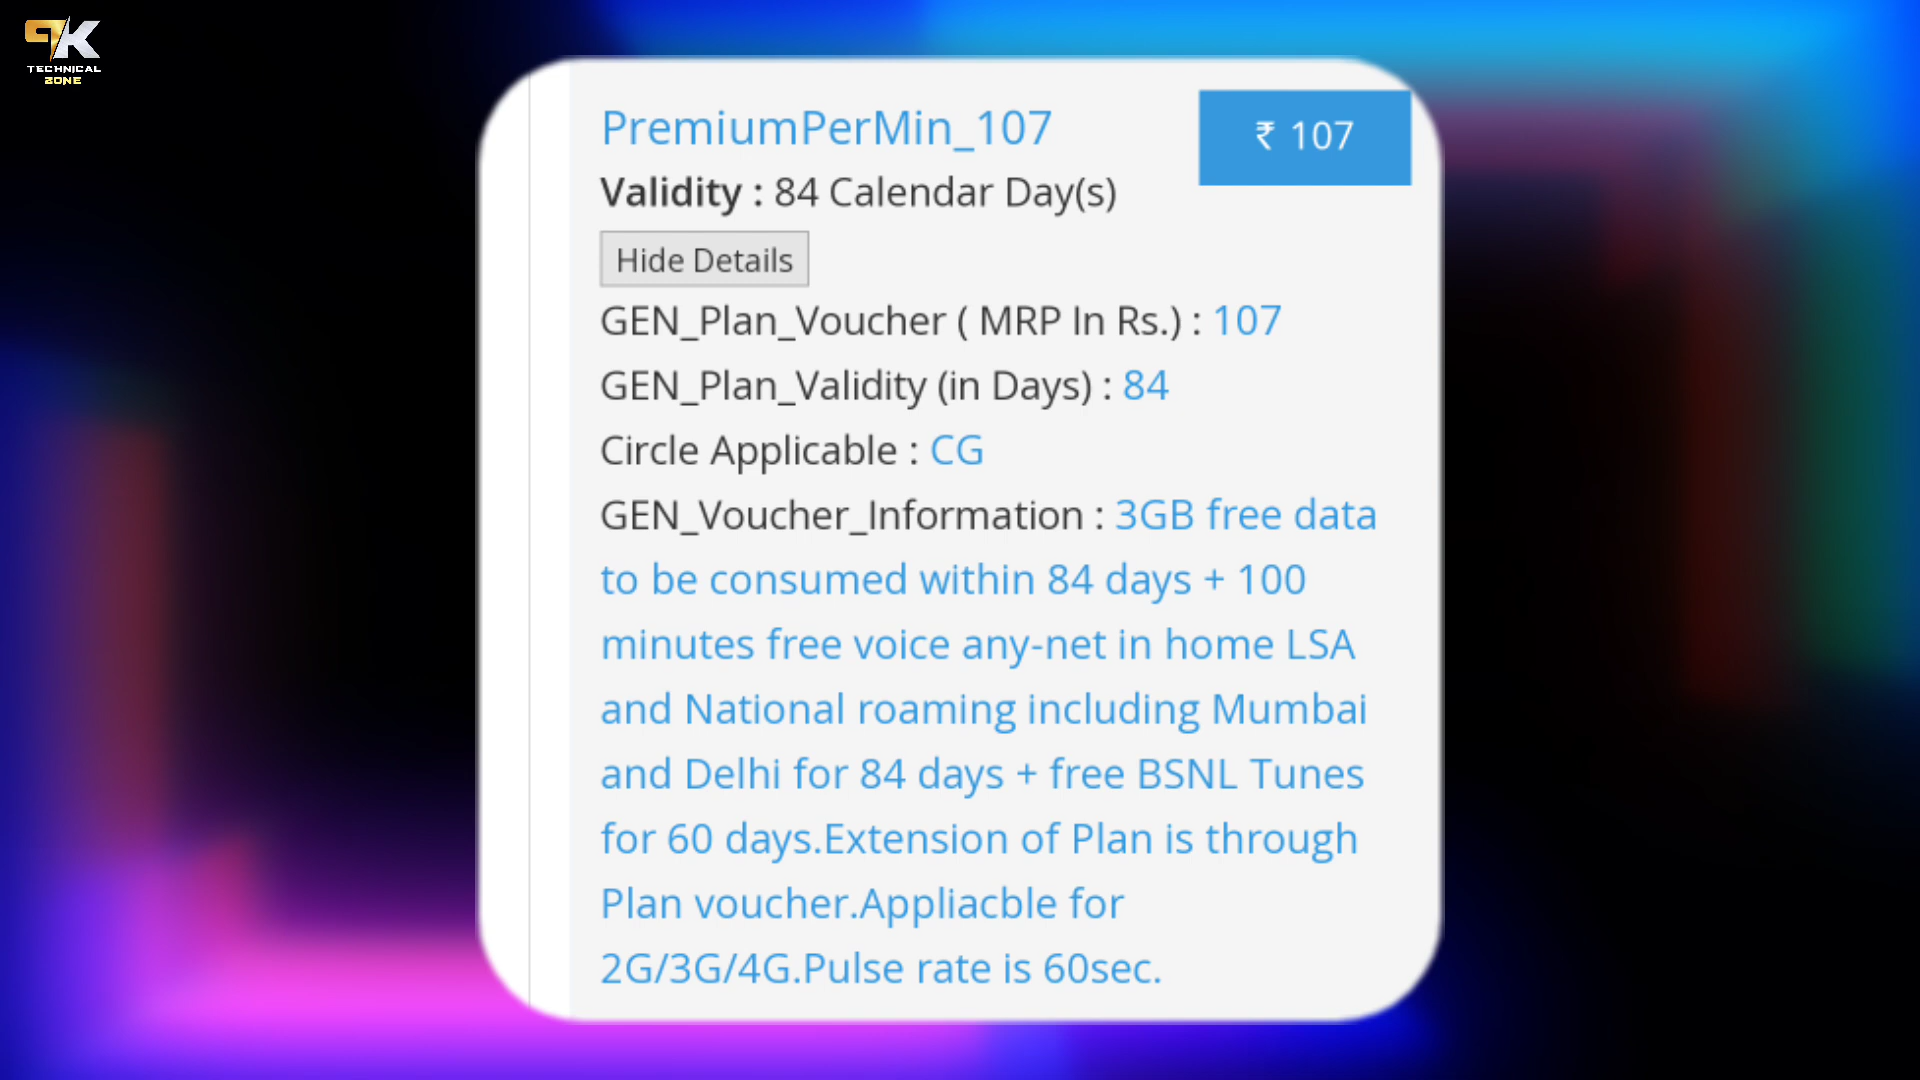 PK
TECHNICAL
ZONE
PremiumPerMin_107
₹ 107
Validity : 84 Calendar Day(s)
Hide Details
GEN_Plan_Voucher ( MRP In Rs.) : 107
GEN_Plan_Validity (in Days) : 84
Circle Applicable : CG
GEN_Voucher_Information : 3GB free data
to be consumed within 84 days + 100
minutes free voice any-net in home LSA
and National roaming including Mumbai
and Delhi for 84 days + free BSNL Tunes
for 60 days.Extension of Plan is through
Plan voucher.Appliacble for
2G/3G/4G.Pulse rate is 60sec.